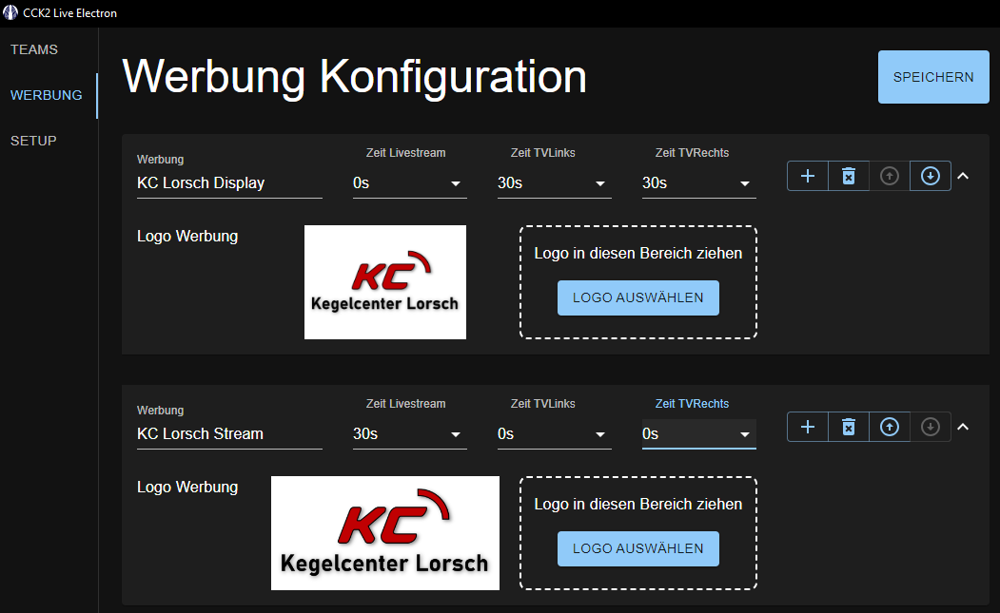 CCK2 Live Electron
TEAMS
WERBUNG
SETUP
Werbung Konfiguration
SPEICHERN
Werbung
KC Lorsch Display
Zeit Livestream
0s
Zeit TVLinks
30s
Zeit TVRechts
30s
Logo Werbung
KC
Kegelcenter Lorsch
Logo in diesen Bereich ziehen
LOGO AUSWÄHLEN
Werbung
KC Lorsch Stream
Zeit Livestream
30s
Zeit TVLinks
0s
Zeit TVRechts
0s
Logo Werbung
KC
Kegelcenter Lorsch
Logo in diesen Bereich ziehen
LOGO AUSWÄHLEN